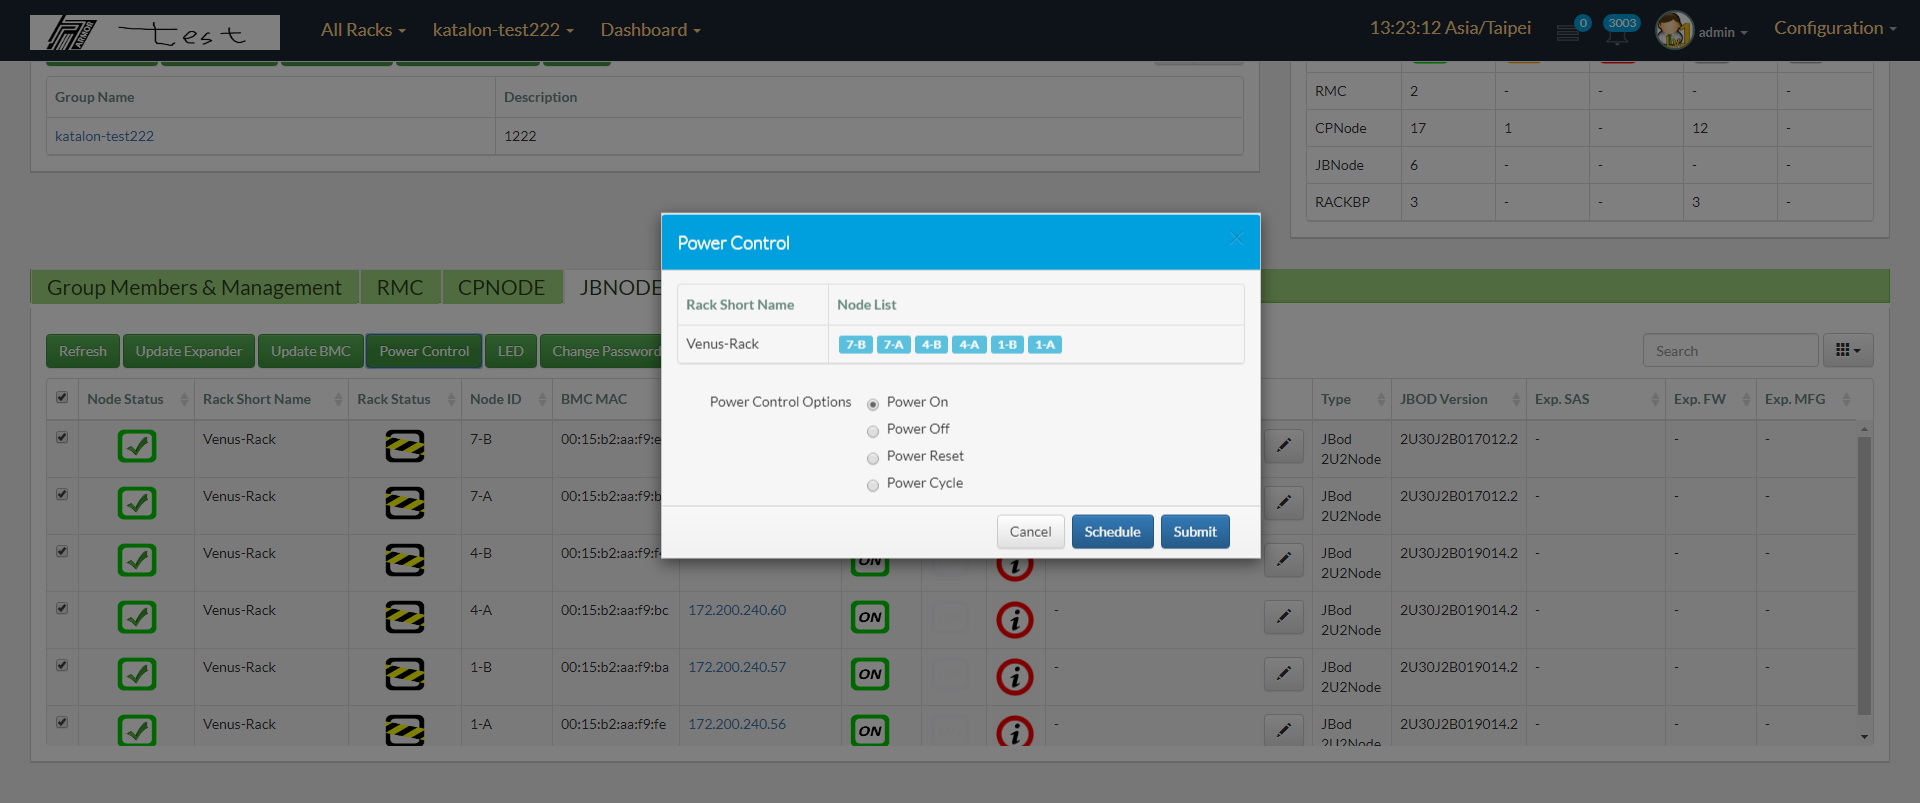 ARMOR test All Racks katalon-test222 Dashboard 13:23:12 Asia/Taipei 0 3003 admin Configuration
Group Name Description
katalon-test222 1222
RMC 2 - - - -
CPNode 17 1 - 12 -
JBNode 6 - - - -
RACKBP 3 - - 3 -
Power Control ×
Group Members & Management RMC CPNODE JBNODE
Rack Short Name Node List
Venus-Rack 7-B 7-A 4-B 4-A 1-B 1-A
Refresh Update Expander Update BMC Power Control LED Change Password Search
Power Control Options Power On
Power Off
Power Reset
Power Cycle
Cancel Schedule Submit
Node Status Rack Short Name Rack Status Node ID BMC MAC Type JBOD Version Exp. SAS Exp. FW Exp. MFG
Venus-Rack 7-B 00:15:b2:aa:f9:e JBod 2U30J2B017012.2 - - -
2U2Node
Venus-Rack 7-A 00:15:b2:aa:f9:b JBod 2U30J2B017012.2 - - -
2U2Node
Venus-Rack 4-B 00:15:b2:aa:f9:f ON i JBod 2U30J2B019014.2 - - -
2U2Node
Venus-Rack 4-A 00:15:b2:aa:f9:bc 172.200.240.60 ON i - JBod 2U30J2B019014.2 - - -
2U2Node
Venus-Rack 1-B 00:15:b2:aa:f9:ba 172.200.240.57 ON i - JBod 2U30J2B019014.2 - - -
2U2Node
Venus-Rack 1-A 00:15:b2:aa:f9:fe 172.200.240.56 ON i - JBod 2U30J2B019014.2 - - -
2U2Node